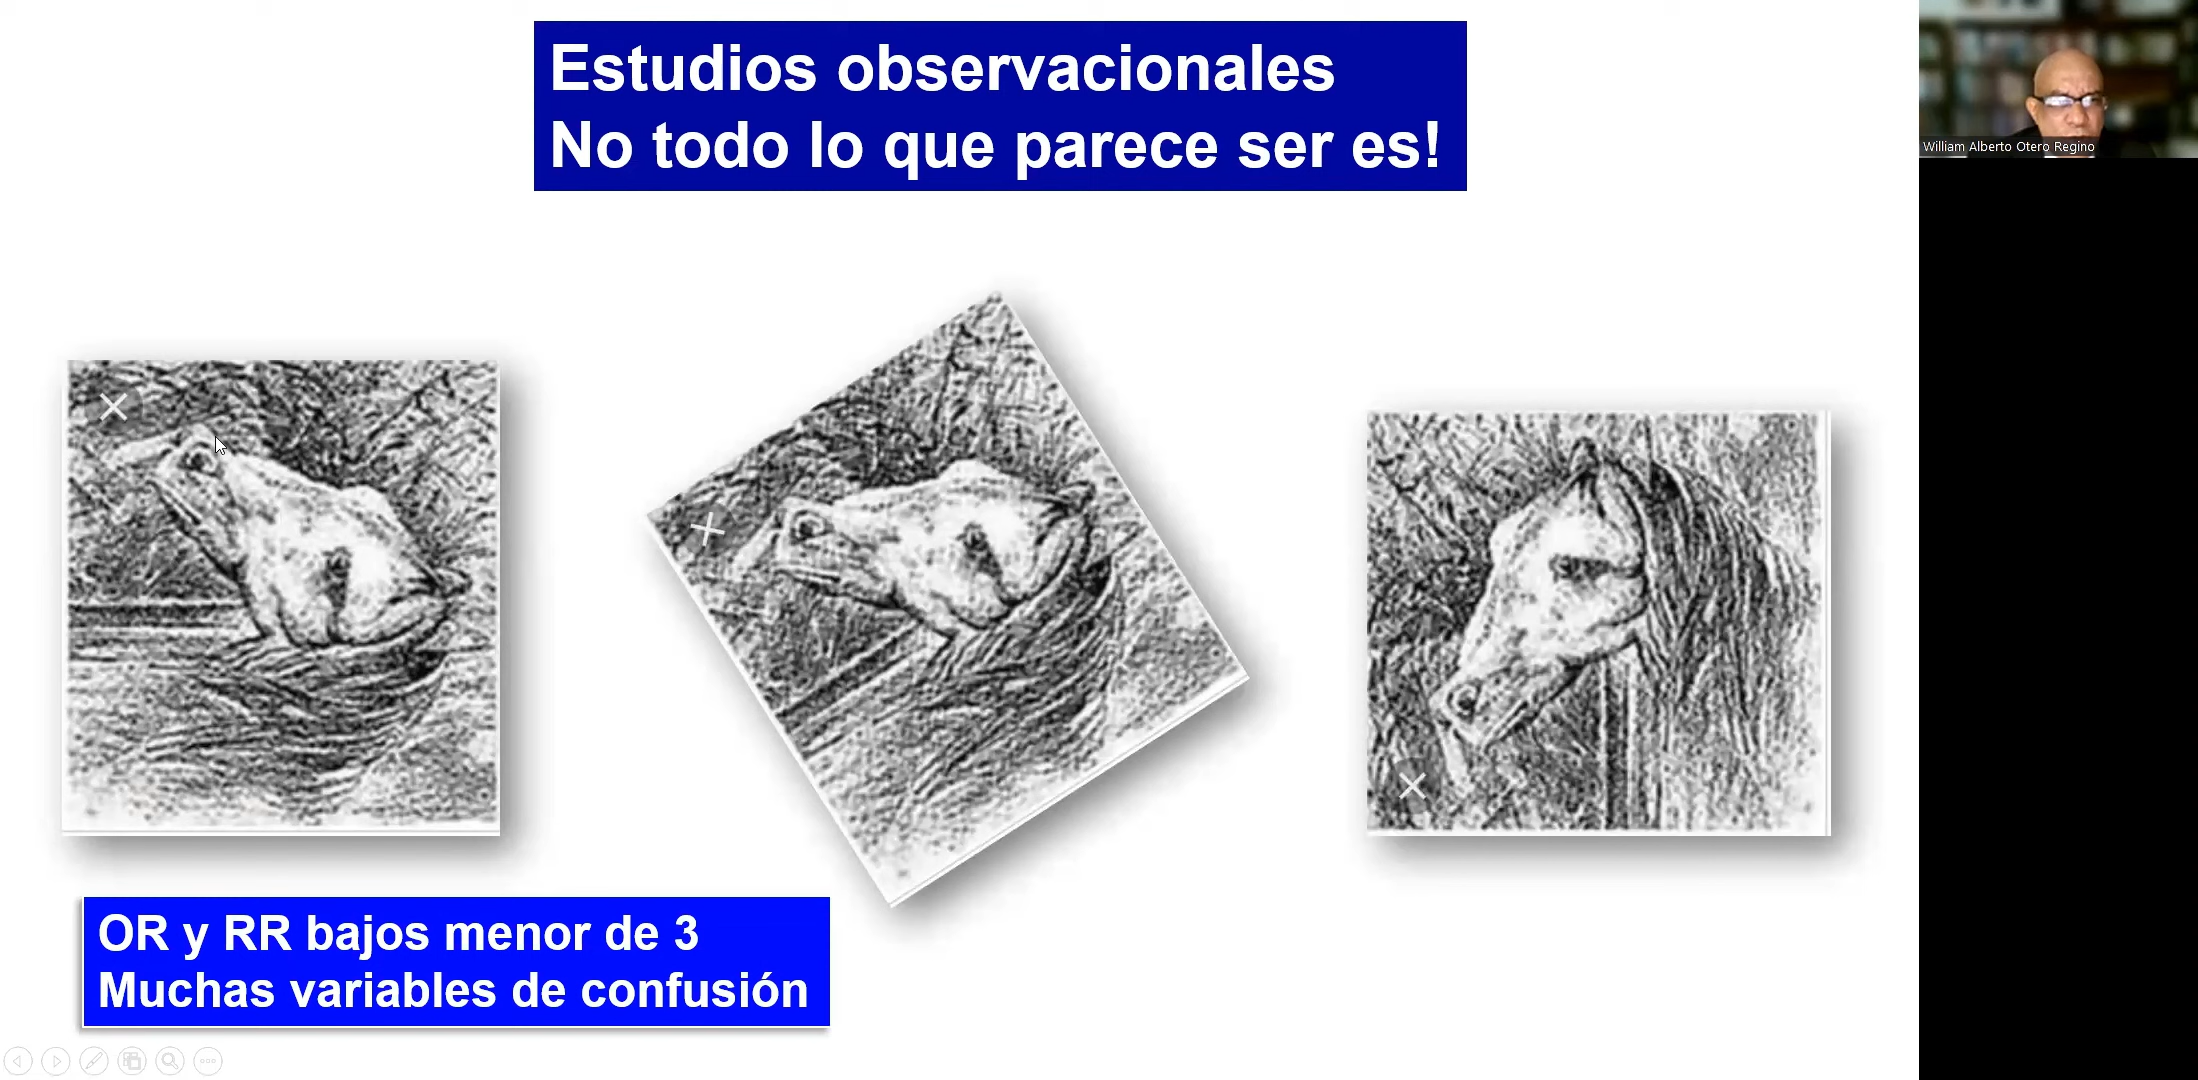 Estudios observacionales
No todo lo que parece ser es!
William Alberto Otero Regino
OR y RR bajos menor de 3
Muchas variables de confusión